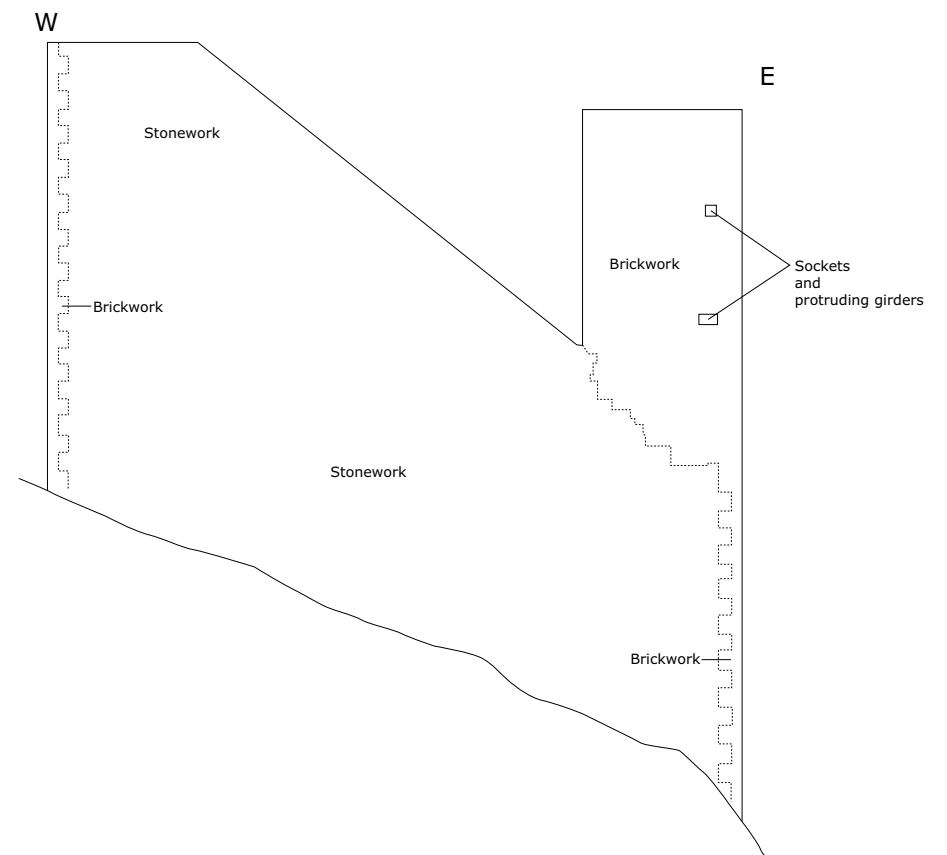 W
E
Stonework
Brickwork
Sockets
and
protruding girders
Brickwork
Stonework
Brickwork